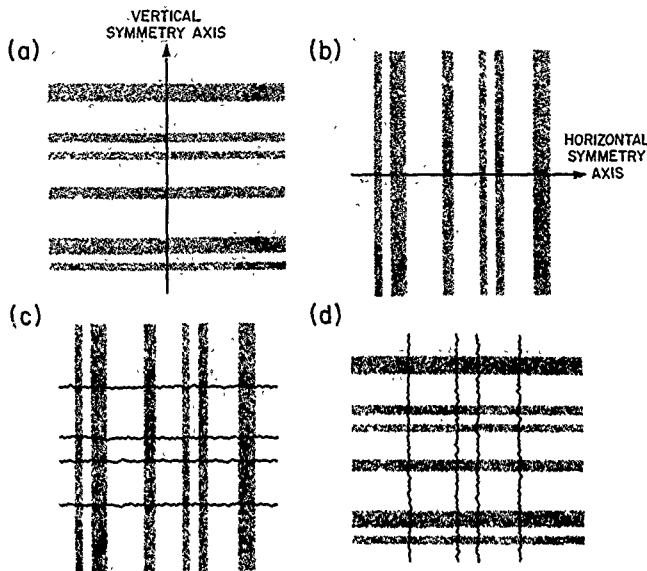 VERTICAL
SYMMETRY AXIS
(a)
(b)
HORIZONTAL
SYMMETRY
AXIS
(c)
(d)